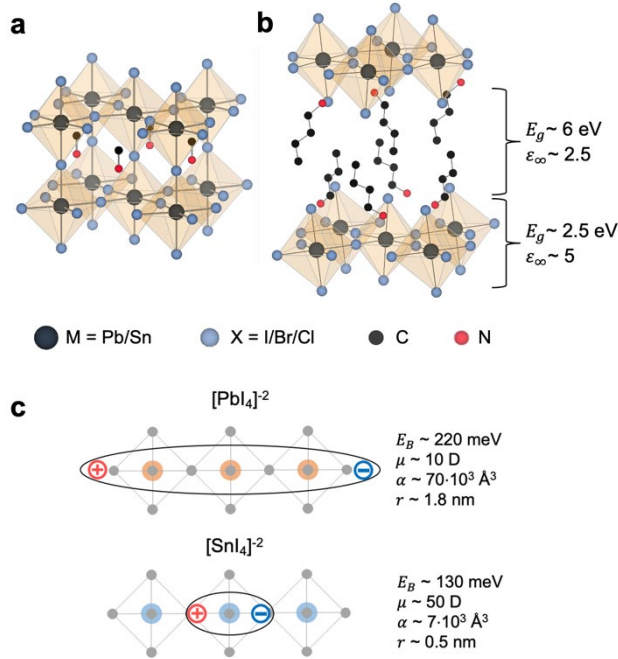 a
b
E_g ~ 6 eV
ε_∞ ~ 2.5
E_g ~ 2.5 eV
ε_∞ ~ 5
M = Pb/Sn
X = I/Br/Cl
C
N
c
[PbI₄]⁻²
+
−
E_B ~ 220 meV
μ ~ 10 D
α ~ 70·10³ Å³
r ~ 1.8 nm
[SnI₄]⁻²
+
−
E_B ~ 130 meV
μ ~ 50 D
α ~ 7·10³ Å³
r ~ 0.5 nm